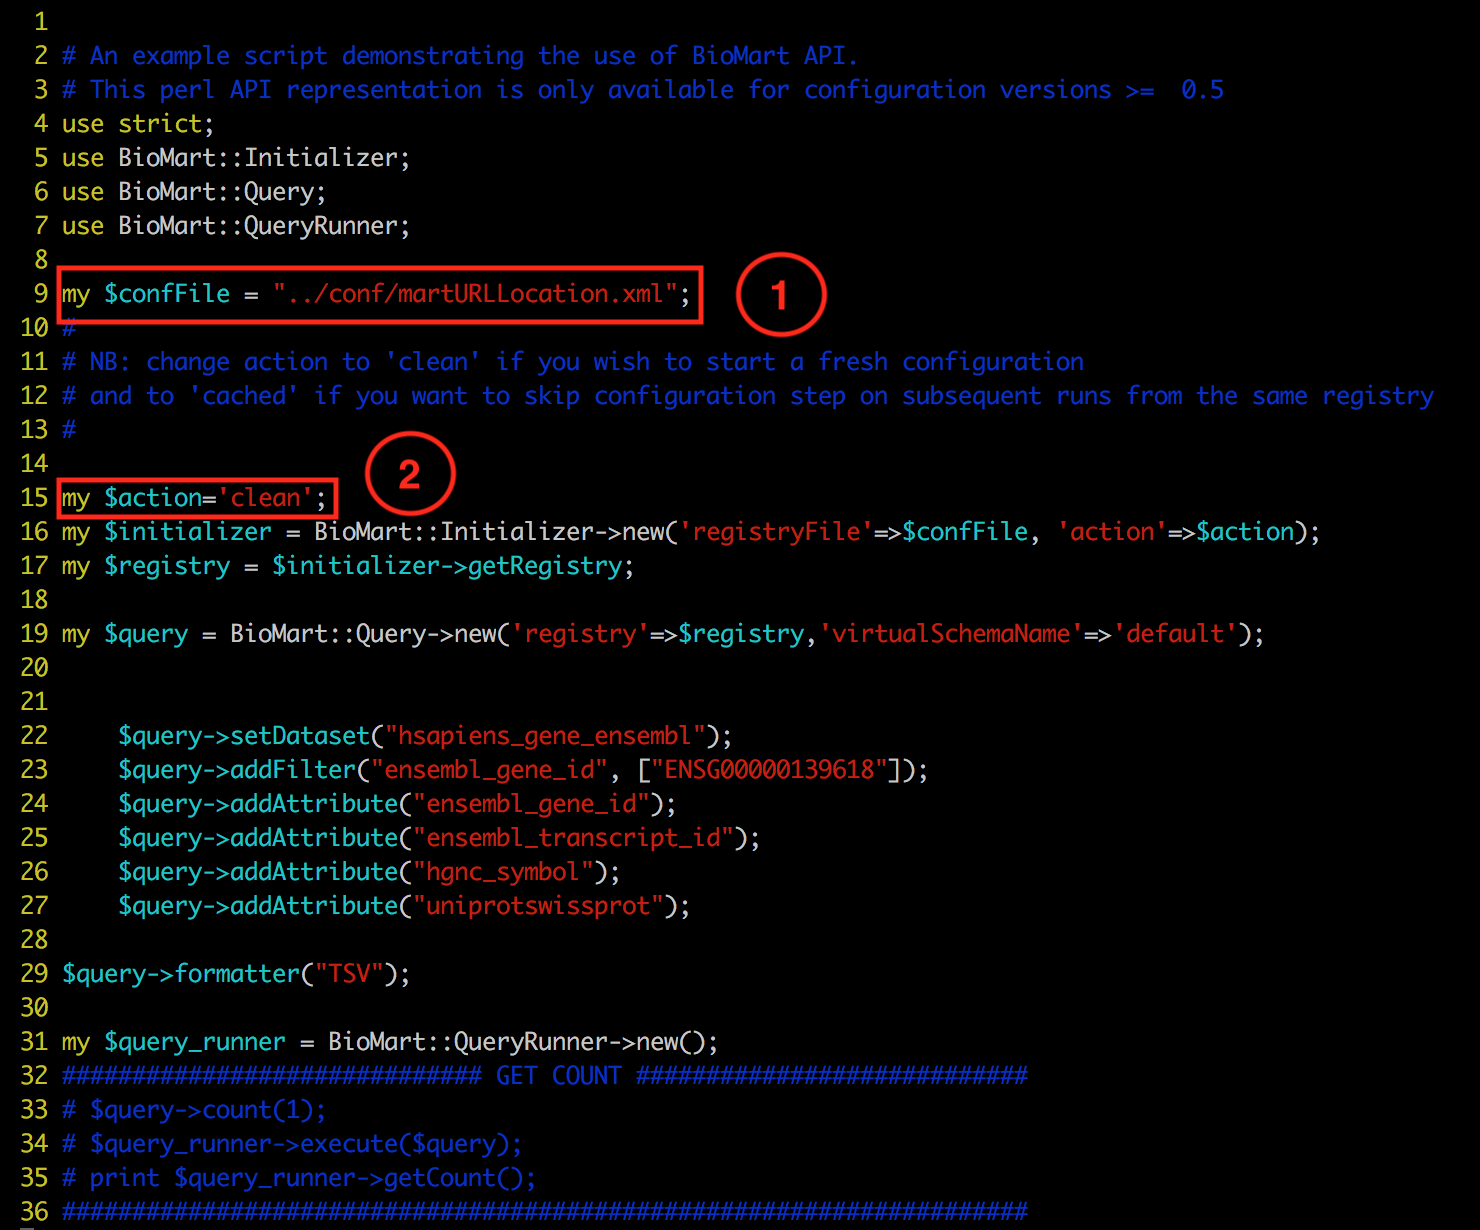 1
2 # An example script demonstrating the use of BioMart API.
3 # This perl API representation is only available for configuration versions >=  0.5
4 use strict;
5 use BioMart::Initializer;
6 use BioMart::Query;
7 use BioMart::QueryRunner;
8
9 my $confFile = "../conf/martURLLocation.xml"; 1
10 #
11 # NB: change action to 'clean' if you wish to start a fresh configuration
12 # and to 'cached' if you want to skip configuration step on subsequent runs from the same registry
13 #
14
2
15 my $action='clean';
16 my $initializer = BioMart::Initializer->new('registryFile'=>$confFile, 'action'=>$action);
17 my $registry = $initializer->getRegistry;
18
19 my $query = BioMart::Query->new('registry'=>$registry,'virtualSchemaName'=>'default');
20
21
22     $query->setDataset("hsapiens_gene_ensembl");
23     $query->addFilter("ensembl_gene_id", ["ENSG00000139618"]);
24     $query->addAttribute("ensembl_gene_id");
25     $query->addAttribute("ensembl_transcript_id");
26     $query->addAttribute("hgnc_symbol");
27     $query->addAttribute("uniprotswissprot");
28
29 $query->formatter("TSV");
30
31 my $query_runner = BioMart::QueryRunner->new();
32 ############################## GET COUNT ############################
33 # $query->count(1);
34 # $query_runner->execute($query);
35 # print $query_runner->getCount();
36 #####################################################################